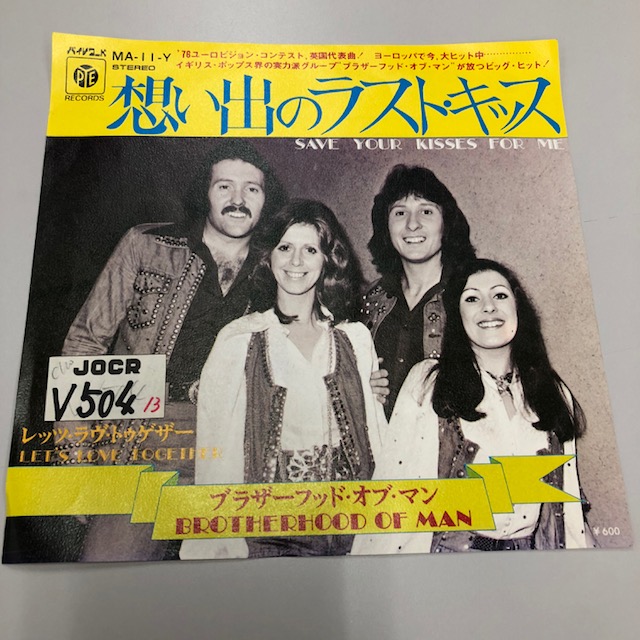 パイ・レコード
PYE
RECORDS
MA-11-Y
STEREO
'76ユーロビジョン・コンテスト、英国代表曲! ヨーロッパで今、大ヒット中…………
イギリス・ポップス界の実力派グループ"ブラザーフッド・オブ・マン"が放つビッグ・ヒット!
想い出のラスト・キッス
SAVE YOUR KISSES FOR ME
JOCR
V504
13
レッツ・ラヴ・トゥゲザー
LET'S LOVE TOGETHER
ブラザーフッド・オブ・マン
BROTHERHOOD OF MAN
¥600